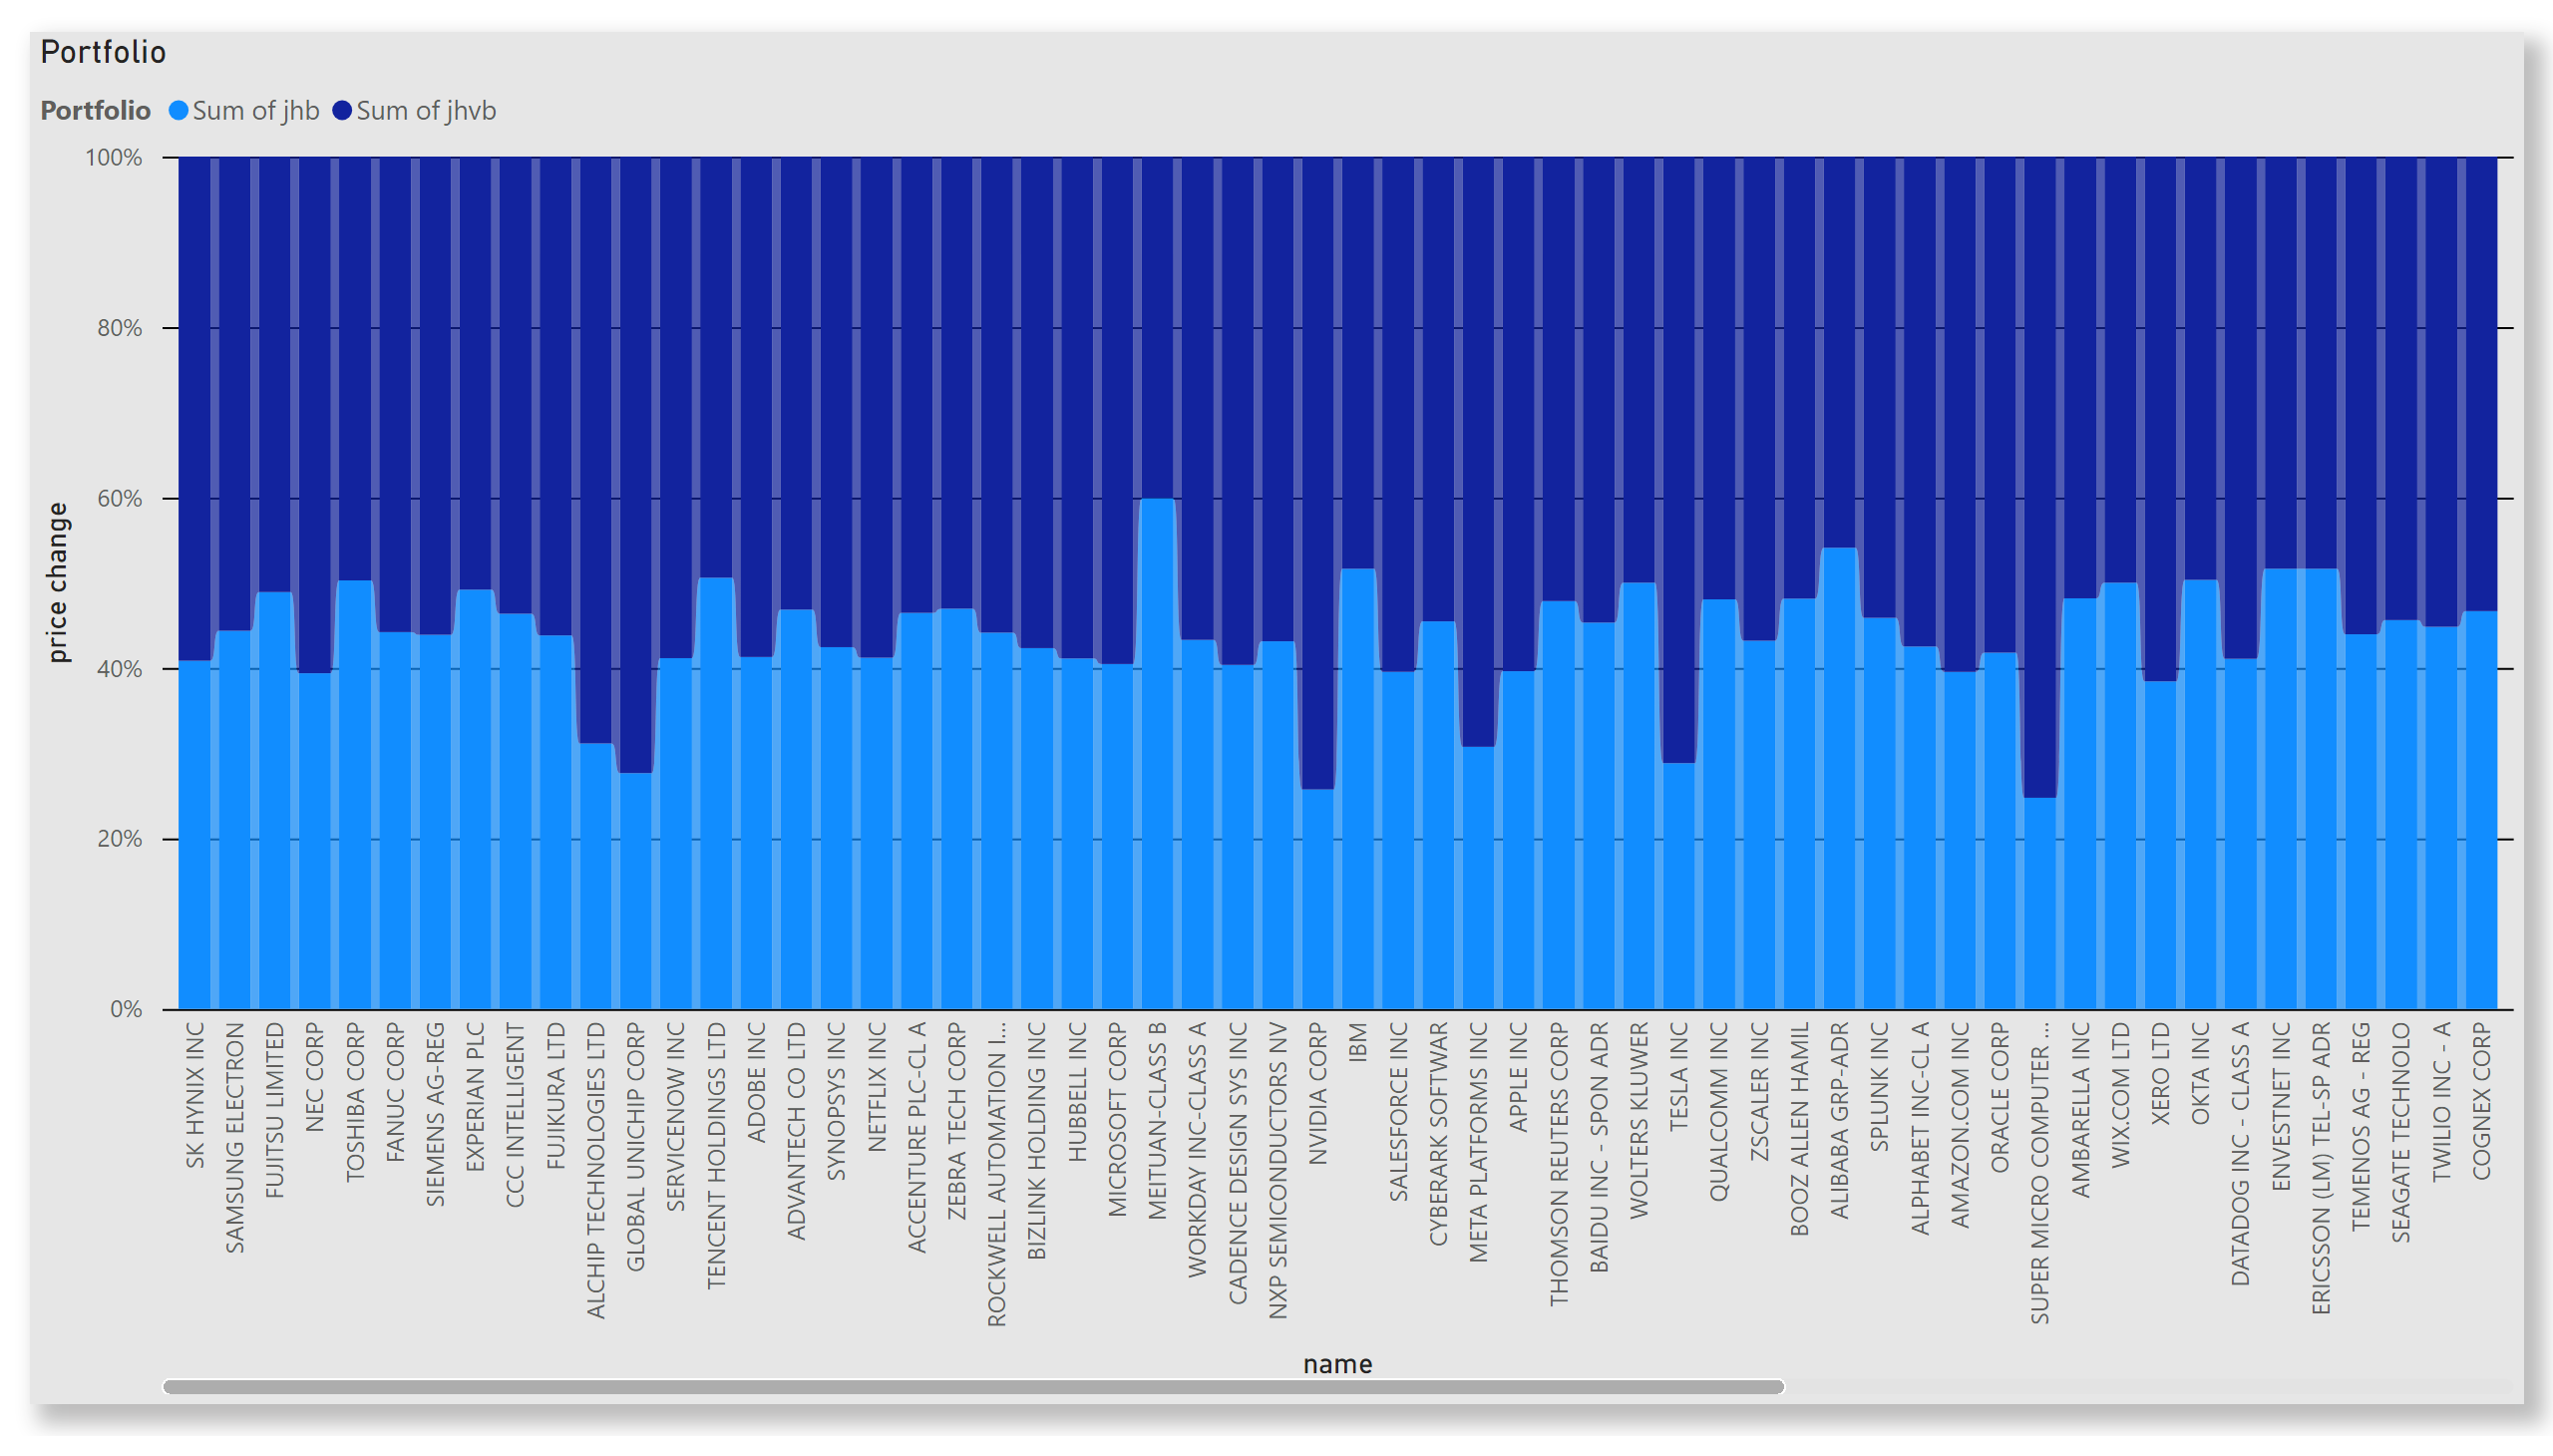 Portfolio
Portfolio Sum of jhb Sum of jhvb
100%
80%
60%
40%
20%
0%
price change
SK HYNIX INC
SAMSUNG ELECTRON
FUJITSU LIMITED
NEC CORP
TOSHIBA CORP
FANUC CORP
SIEMENS AG-REG
EXPERIAN PLC
CCC INTELLIGENT
FUJIKURA LTD
ALCHIP TECHNOLOGIES LTD
GLOBAL UNICHIP CORP
SERVICENOW INC
TENCENT HOLDINGS LTD
ADOBE INC
ADVANTECH CO LTD
SYNOPSYS INC
NETFLIX INC
ACCENTURE PLC-CL A
ZEBRA TECH CORP
ROCKWELL AUTOMATION I...
BIZLINK HOLDING INC
HUBBELL INC
MICROSOFT CORP
MEITUAN-CLASS B
WORKDAY INC-CLASS A
CADENCE DESIGN SYS INC
NXP SEMICONDUCTORS NV
NVIDIA CORP
IBM
SALESFORCE INC
CYBERARK SOFTWAR
META PLATFORMS INC
APPLE INC
THOMSON REUTERS CORP
BAIDU INC - SPON ADR
WOLTERS KLUWER
TESLA INC
QUALCOMM INC
ZSCALER INC
BOOZ ALLEN HAMIL
ALIBABA GRP-ADR
SPLUNK INC
ALPHABET INC-CL A
AMAZON.COM INC
ORACLE CORP
SUPER MICRO COMPUTER ...
AMBARELLA INC
WIX.COM LTD
XERO LTD
OKTA INC
DATADOG INC - CLASS A
ENVESTNET INC
ERICSSON (LM) TEL-SP ADR
TEMENOS AG - REG
SEAGATE TECHNOLO
TWILIO INC - A
COGNEX CORP
name